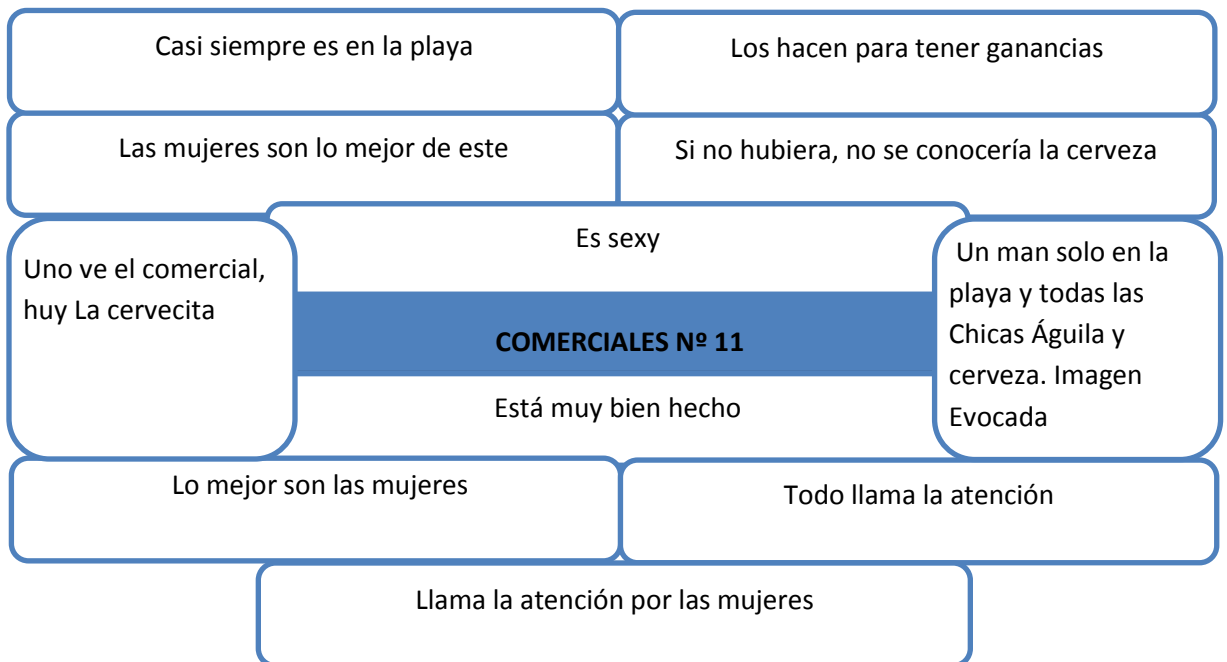 Casi siempre es en la playa
Los hacen para tener ganancias
Las mujeres son lo mejor de este
Si no hubiera, no se conocería la cerveza
Es sexy
Uno ve el comercial,
huy La cervecita
Un man solo en la
playa y todas las
Chicas Águila y
cerveza. Imagen
Evocada
COMERCIALES Nº 11
Está muy bien hecho
Lo mejor son las mujeres
Todo llama la atención
Llama la atención por las mujeres